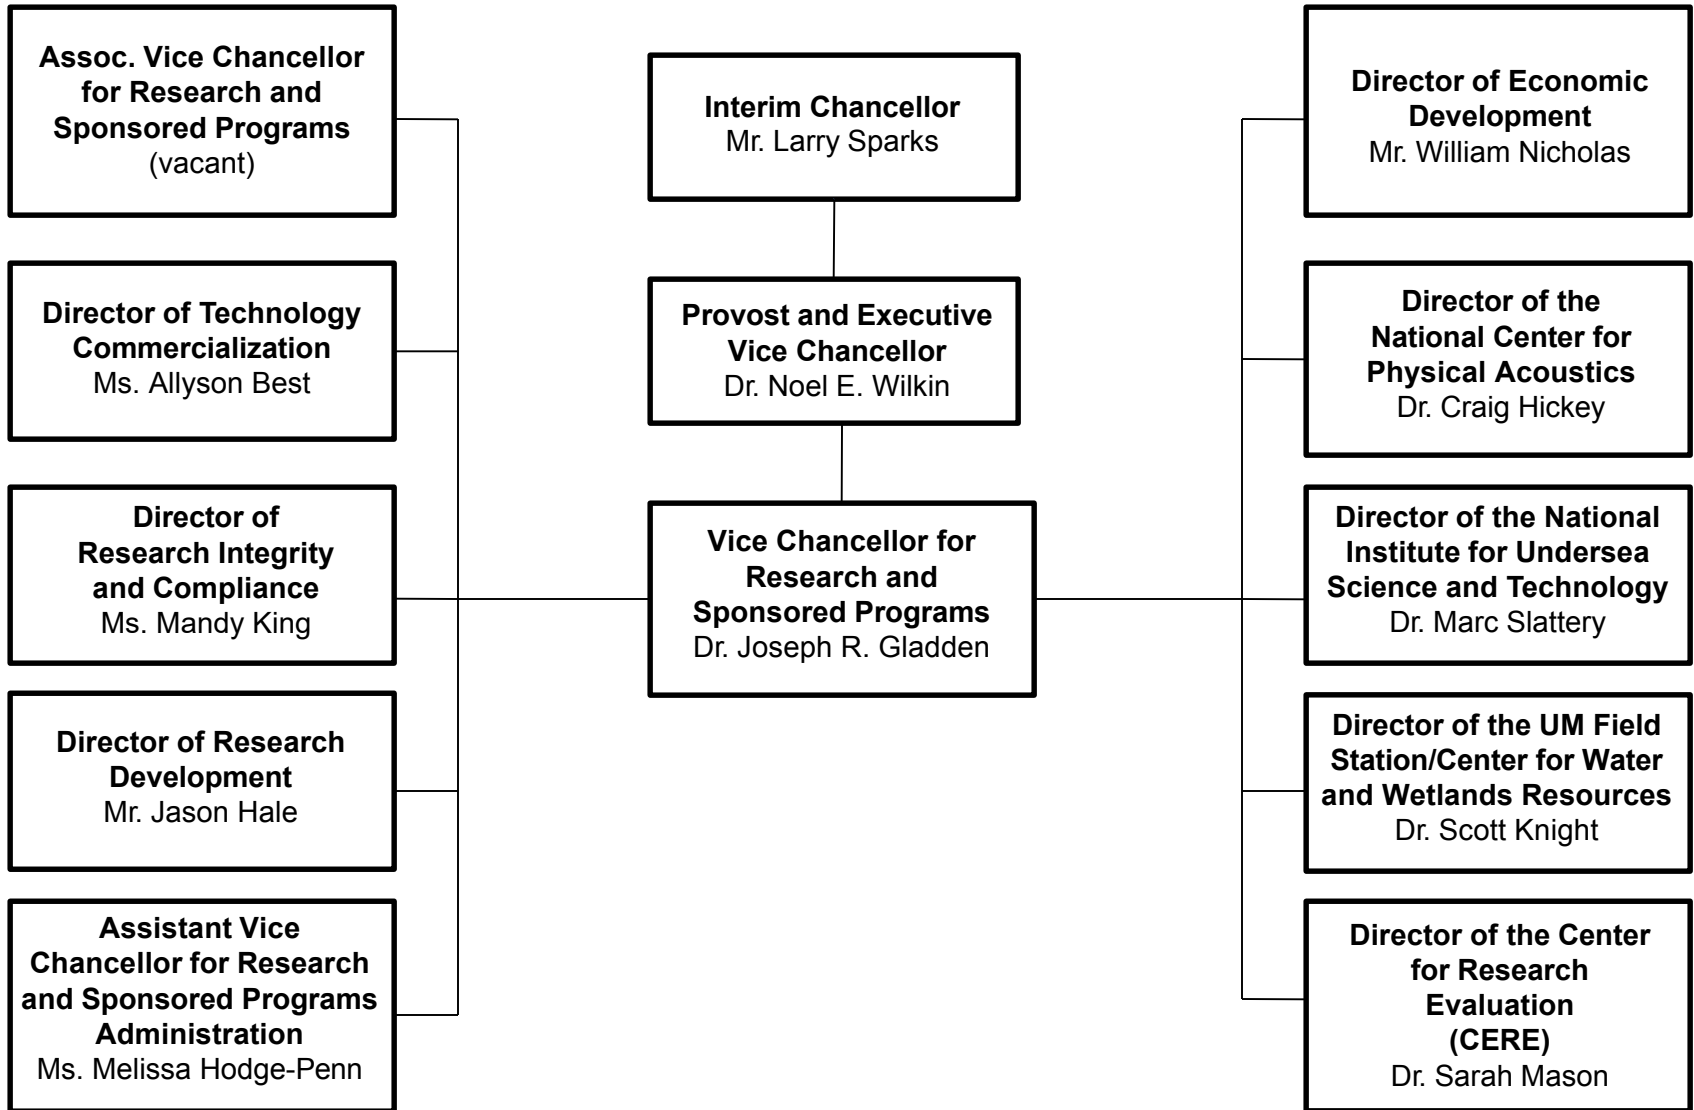 Assoc. Vice Chancellor
for Research and
Sponsored Programs
(vacant)
Director of Technology
Commercialization
Ms. Allyson Best
Director of
Research Integrity
and Compliance
Ms. Mandy King
Director of Research
Development
Mr. Jason Hale
Assistant Vice
Chancellor for Research
and Sponsored Programs
Administration
Ms. Melissa Hodge-Penn
Interim Chancellor
Mr. Larry Sparks
Provost and Executive
Vice Chancellor
Dr. Noel E. Wilkin
Vice Chancellor for
Research and
Sponsored Programs
Dr. Joseph R. Gladden
Director of Economic
Development
Mr. William Nicholas
Director of the
National Center for
Physical Acoustics
Dr. Craig Hickey
Director of the National
Institute for Undersea
Science and Technology
Dr. Marc Slattery
Director of the UM Field
Station/Center for Water
and Wetlands Resources
Dr. Scott Knight
Director of the Center
for Research
Evaluation
(CERE)
Dr. Sarah Mason